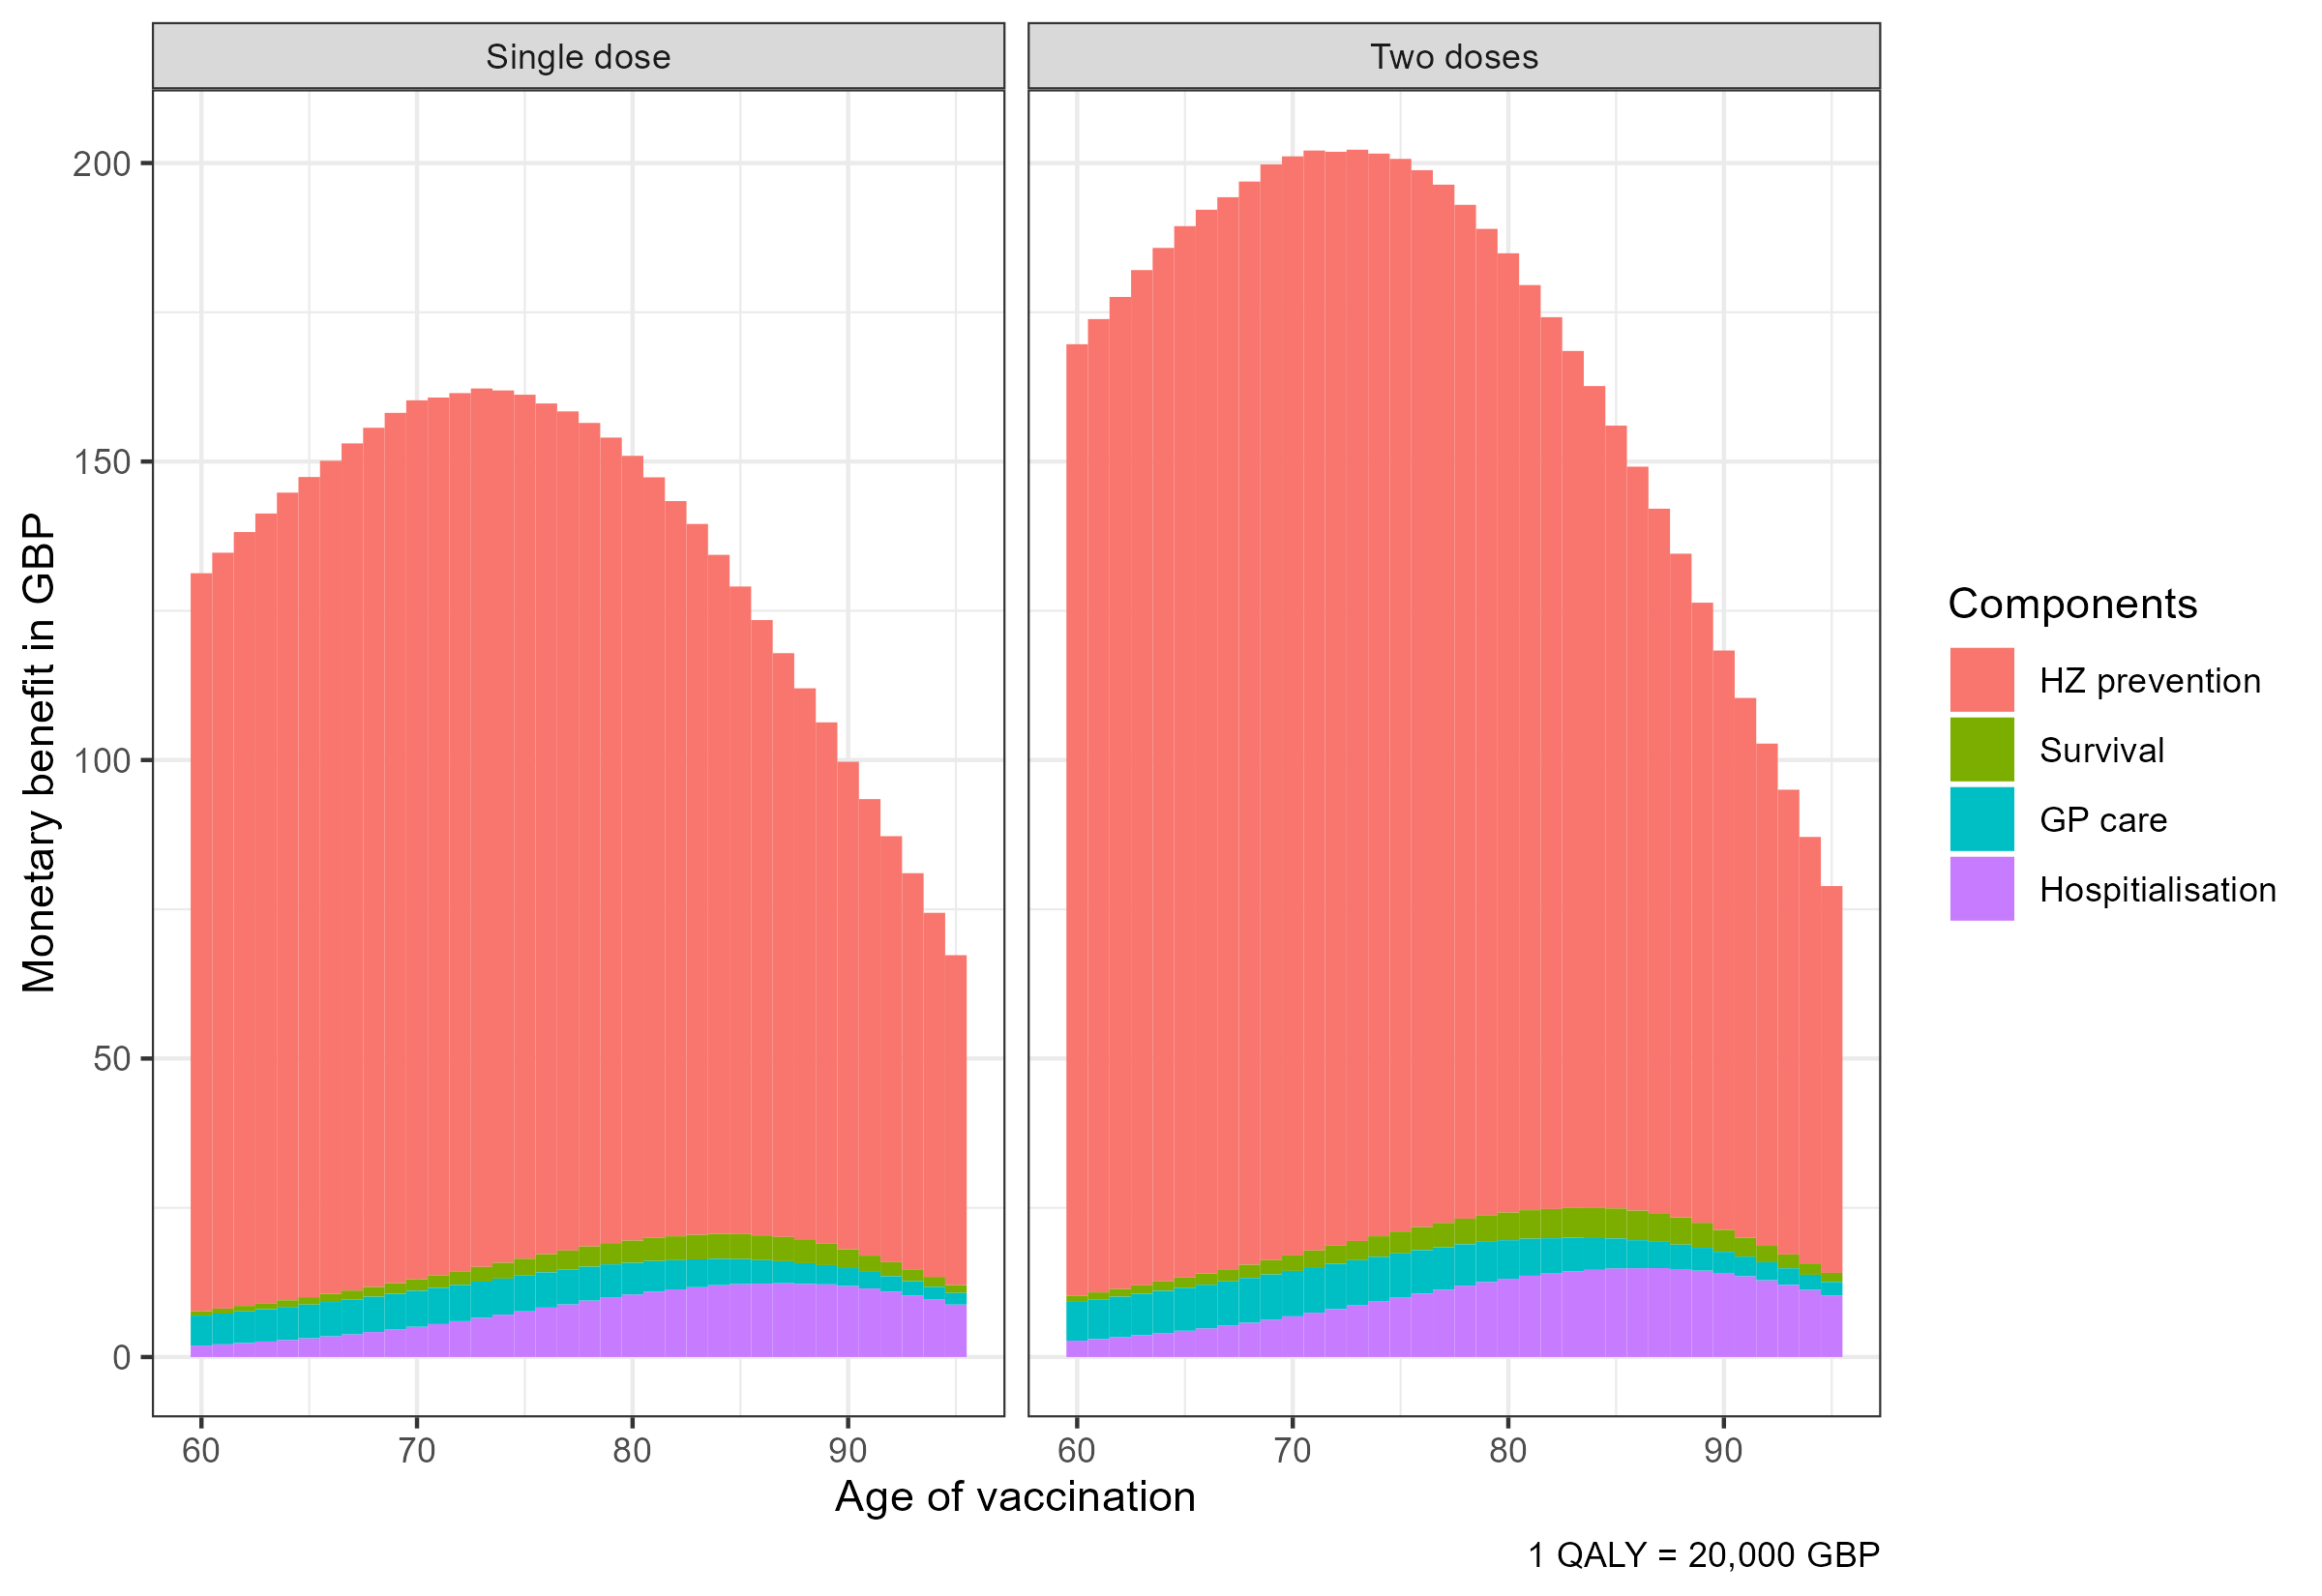 Single dose
Two doses
Monetary benefit in GBP
200
150
100
50
0
60
70
80
90
60
70
80
90
Age of vaccination
Components
HZ prevention
Survival
GP care
Hospitialisation
1 QALY = 20,000 GBP